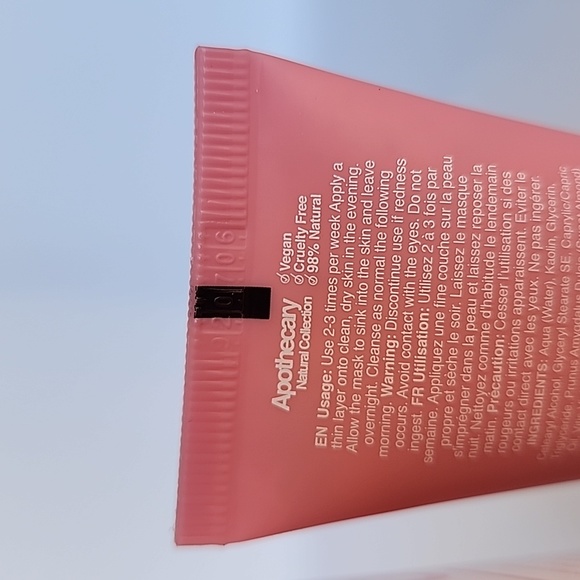 Apothecary
Natural Collection
Vegan
Cruelty Free
98% Natural
EN Usage: Use 2-3 times per week Apply a
thin layer onto clean, dry skin in the evening.
Allow the mask to sink into the skin and leave
overnight. Cleanse as normal the following
morning. Warning: Discontinue use if redness
occurs. Avoid contact with the eyes. Do not
ingest. FR Utilisation: Utilisez 2 à 3 fois par
semaine. Appliquez une fine couche sur la peau
propre et sèche le soir. Laissez le masque
s'imprégner dans la peau et laissez reposer la
nuit. Nettoyez comme d'habitude le lendemain
matin. Précaution: Cesser l'utilisation si des
rougeurs ou irritations apparaissent. Eviter le
contact direct avec les yeux. Ne pas ingérer.
INGREDIENTS: Aqua (Water), Kaolin, Glycerin,
Cetearyl Alcohol, Glyceryl Stearate SE, Caprylic/Capric
Triglyceride, Prunus